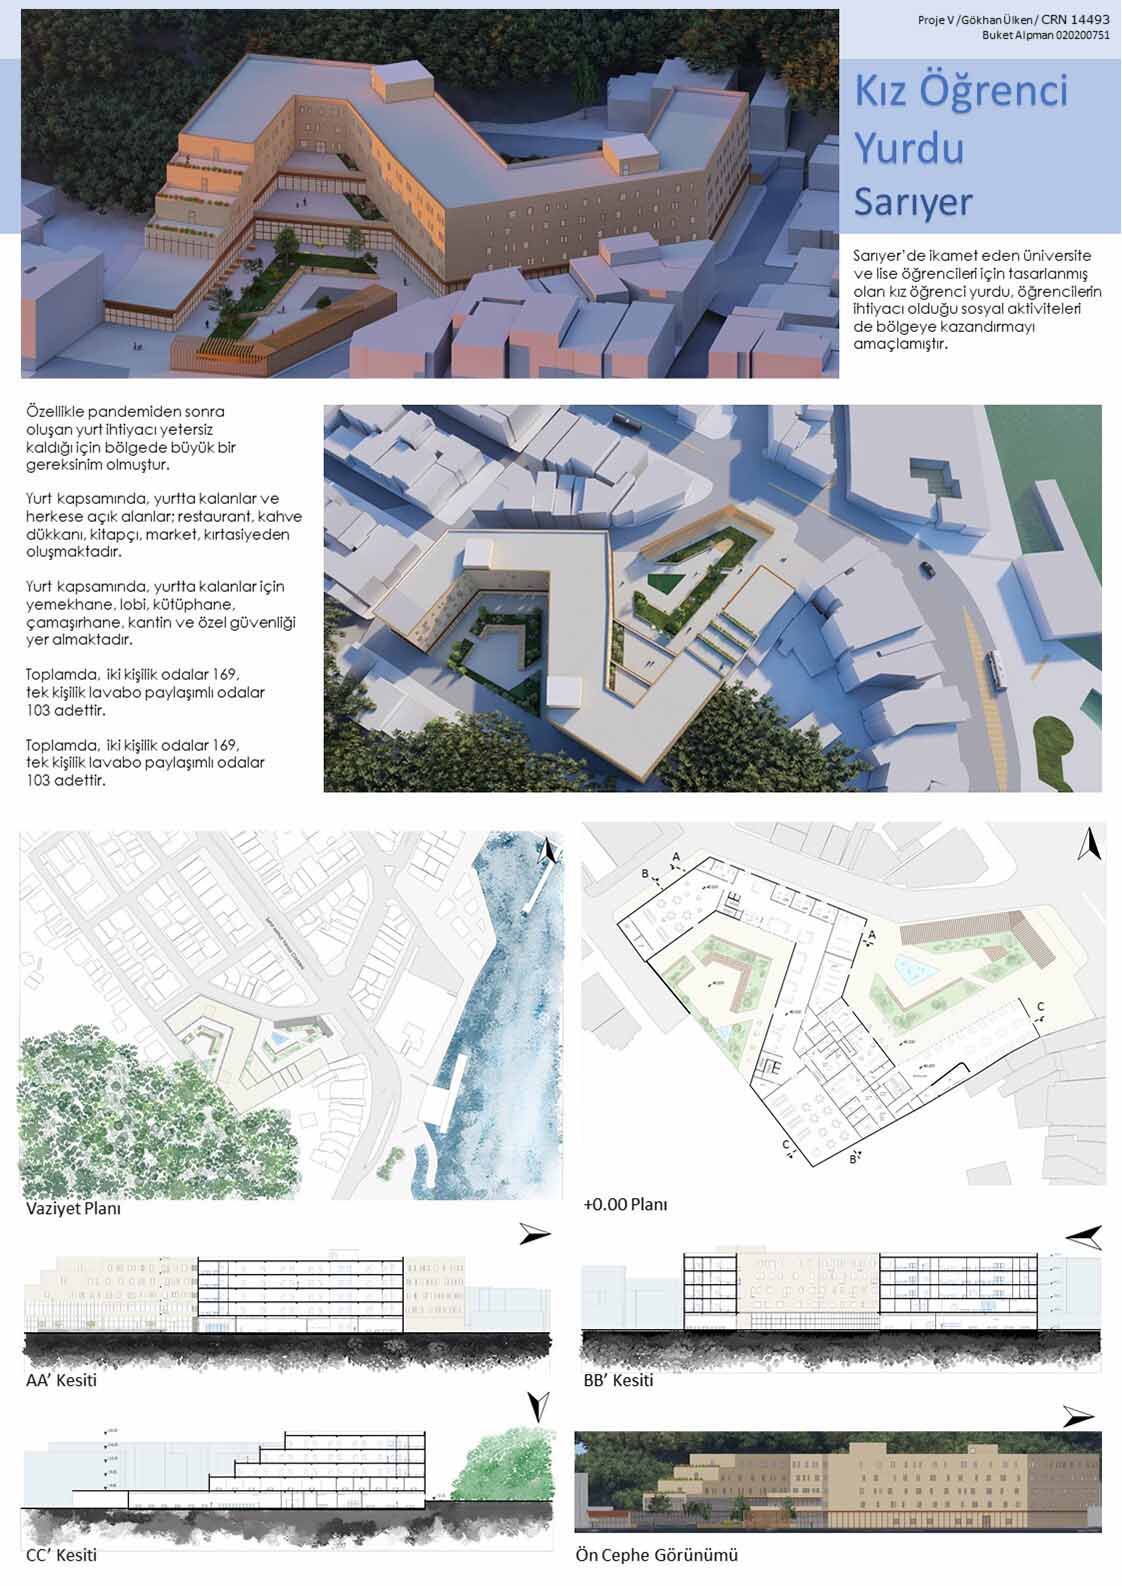 Proje V /Gökhan Ülken / CRN 14493
Buket Alpman 020200751
Kız Öğrenci
Yurdu
Sarıyer
Sarıyer’de ikamet eden üniversite
ve lise öğrencileri için tasarlanmış
olan kız öğrenci yurdu, öğrencilerin
ihtiyacı olduğu sosyal aktiviteleri
de bölgeye kazandırmayı
amaçlamıştır.
Özellikle pandemiden sonra
oluşan yurt ihtiyacı yetersiz
kaldığı için bölgede büyük bir
gereksinim olmuştur.
Yurt kapsamında, yurtta kalanlar ve
herkese açık alanlar; restaurant, kahve
dükkanı, kitapçı, market, kırtasiyeden
oluşmaktadır.
Yurt kapsamında, yurtta kalanlar için
yemekhane, lobi, kütüphane,
çamaşırhane, kantin ve özel güvenliği
yer almaktadır.
Toplamda, iki kişilik odalar 169,
tek kişilik lavabo paylaşımlı odalar
103 adettir.
Toplamda, iki kişilik odalar 169,
tek kişilik lavabo paylaşımlı odalar
103 adettir.
A
B
A
C
C
B
Vaziyet Planı
+0.00 Planı
AA’ Kesiti
BB’ Kesiti
CC’ Kesiti
Ön Cephe Görünümü